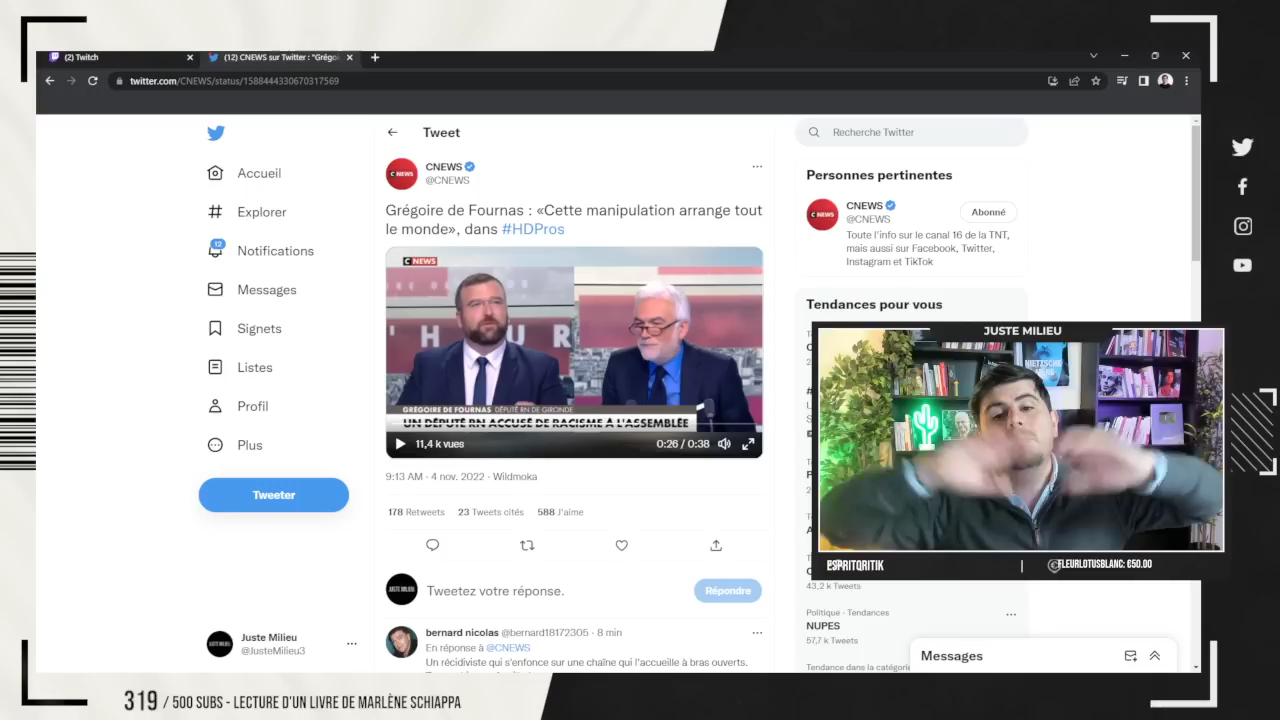 (2) Twitch
(12) CNEWS sur Twitter : "Grégoi
twitter.com/CNEWS/status/1588444330670317569
Accueil
Explorer
12
Notifications
Messages
Signets
Listes
Profil
Plus
Tweeter
Juste Milieu
@JusteMilieu3
Tweet
CNEWS
@CNEWS
Grégoire de Fournas : «Cette manipulation arrange tout
le monde», dans #HDPros
CNEWS
L'HEUR
GRÉGOIRE DE FOURNAS DÉPUTÉ RN DE GIRONDE
UN DÉPUTÉ RN ACCUSÉ DE RACISME À L'ASSEMBLÉE
11,4 k vues
0:26 / 0:38
9:13 AM · 4 nov. 2022 · Wildmoka
178 Retweets 23 Tweets cités 588 J'aime
JUSTE MILIEU
Tweetez votre réponse.
Répondre
bernard nicolas @bernard18172305 · 8 min
En réponse à @CNEWS
Un récidiviste qui s'enfonce sur une chaîne qui l'accueille à bras ouverts.
Recherche Twitter
Personnes pertinentes
CNEWS
@CNEWS
Abonné
Toute l'info sur le canal 16 de la TNT,
mais aussi sur Facebook, Twitter,
Instagram et TikTok
Tendances pour vous
JUSTE MILIEU
NIETZSCHE
ESPRITQRITIK
|
FLEURLOTUSBLANC: €50.00
43,2 k Tweets
Politique · Tendances
NUPES
57,7 k Tweets
Tendance dans la catégorie
Messages
319 / 500 SUBS - LECTURE D'UN LIVRE DE MARLÈNE SCHIAPPA